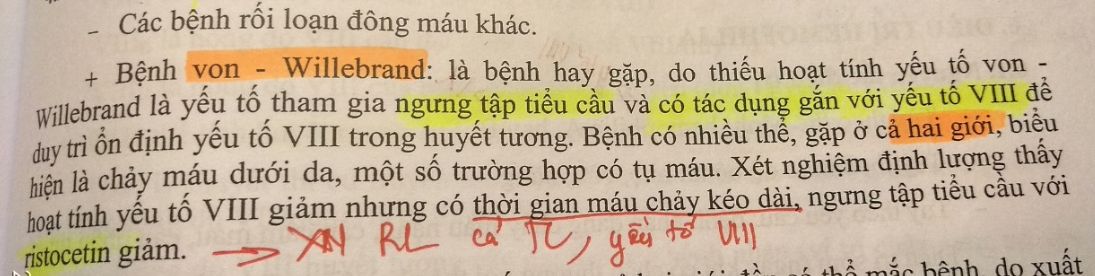 - Các bệnh rối loạn đông máu khác.
+ Bệnh von - Willebrand: là bệnh hay gặp, do thiếu hoạt tính yếu tố von -
Willebrand là yếu tố tham gia ngưng tập tiểu cầu và có tác dụng gắn với yếu tố VIII để
duy trì ổn định yếu tố VIII trong huyết tương. Bệnh có nhiều thể, gặp ở cả hai giới, biểu
hiện là chảy máu dưới da, một số trường hợp có tụ máu. Xét nghiệm định lượng thấy
hoạt tính yếu tố VIII giảm nhưng có thời gian máu chảy kéo dài, ngưng tập tiểu cầu với
ristocetin giảm. → XN RL cả TC, yếu tố VIII
mắc bệnh do xuất